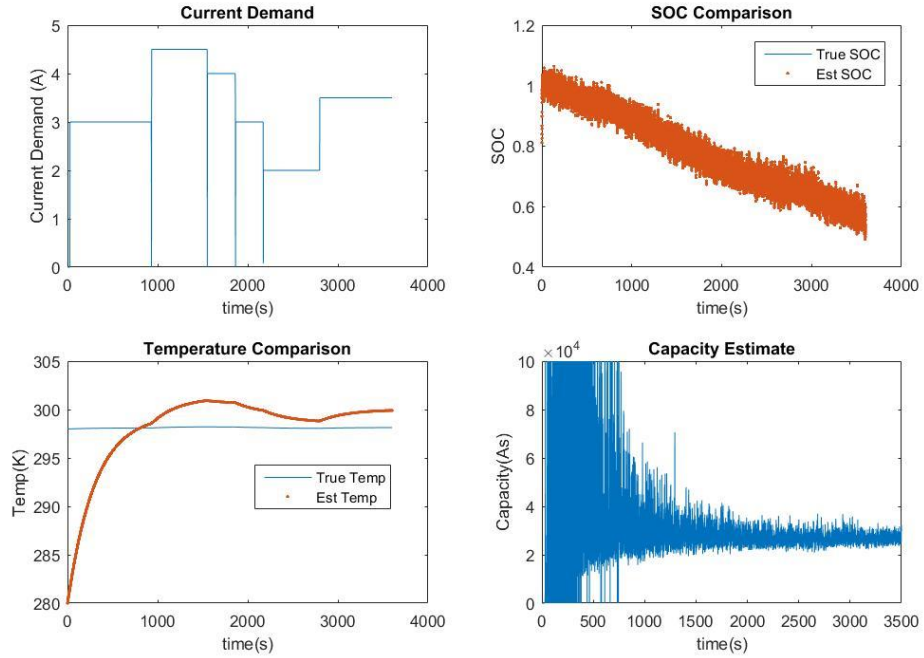 Current Demand
5
4
3
2
1
0
Current Demand (A)
0 1000 2000 3000 4000
time(s)
SOC Comparison
1.2
1
0.8
0.6
0.4
SOC
True SOC
Est SOC
0 1000 2000 3000 4000
time(s)
Temperature Comparison
305
300
295
290
285
280
Temp(K)
True Temp
Est Temp
0 1000 2000 3000 4000
time(s)
Capacity Estimate
× 10⁴
10
8
6
4
2
0
Capacity(As)
0 500 1000 1500 2000 2500 3000 3500
time(s)